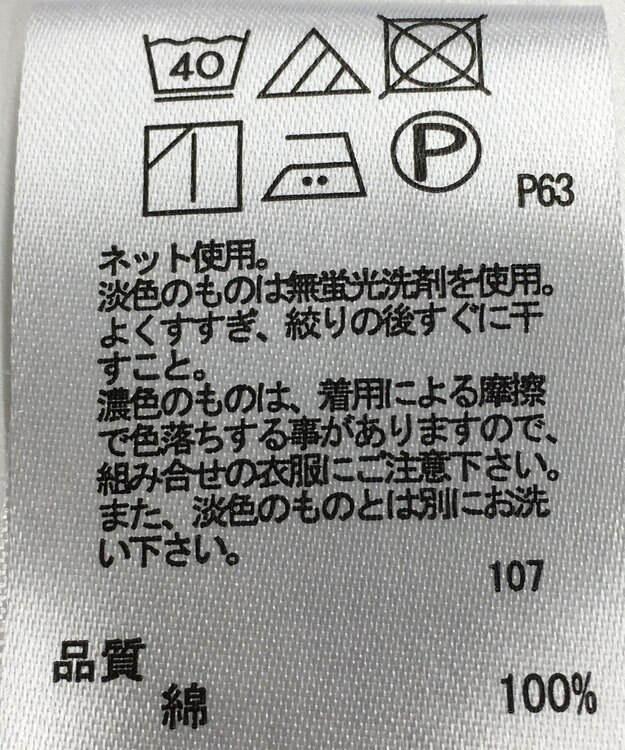 40
P
P63
ネット使用。
淡色のものは無蛍光洗剤を使用。
よくすすぎ、絞りの後すぐに干
すこと。
濃色のものは、着用による摩擦
で色落ちする事がありますので、
組み合せの衣服にご注意下さい。
また、淡色のものとは別にお洗
い下さい。
107
品質
綿 100%